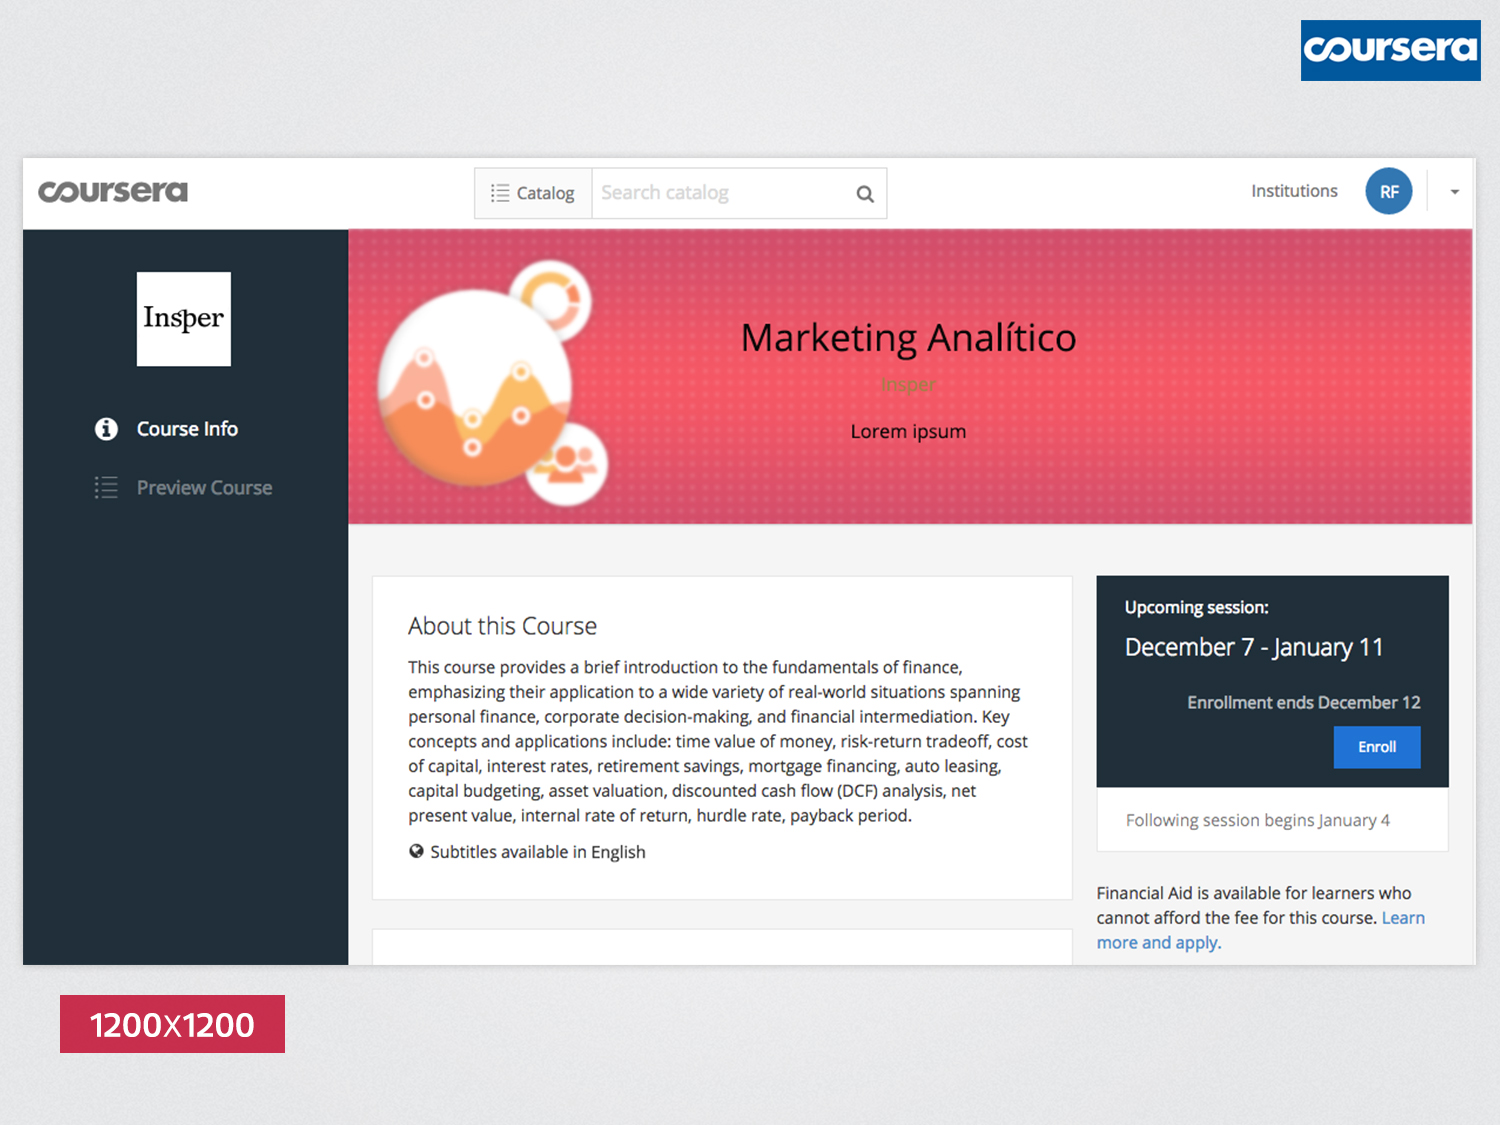 coursera
coursera
Catalog
Search catalog
Institutions
RF
Insper
Course Info
Preview Course
Marketing Analítico
Insper
Lorem ipsum
About this Course
This course provides a brief introduction to the fundamentals of finance,
emphasizing their application to a wide variety of real-world situations spanning
personal finance, corporate decision-making, and financial intermediation. Key
concepts and applications include: time value of money, risk-return tradeoff, cost
of capital, interest rates, retirement savings, mortgage financing, auto leasing,
capital budgeting, asset valuation, discounted cash flow (DCF) analysis, net
present value, internal rate of return, hurdle rate, payback period.
Subtitles available in English
Upcoming session:
December 7 - January 11
Enrollment ends December 12
Enroll
Following session begins January 4
Financial Aid is available for learners who
cannot afford the fee for this course. Learn
more and apply.
1200X1200